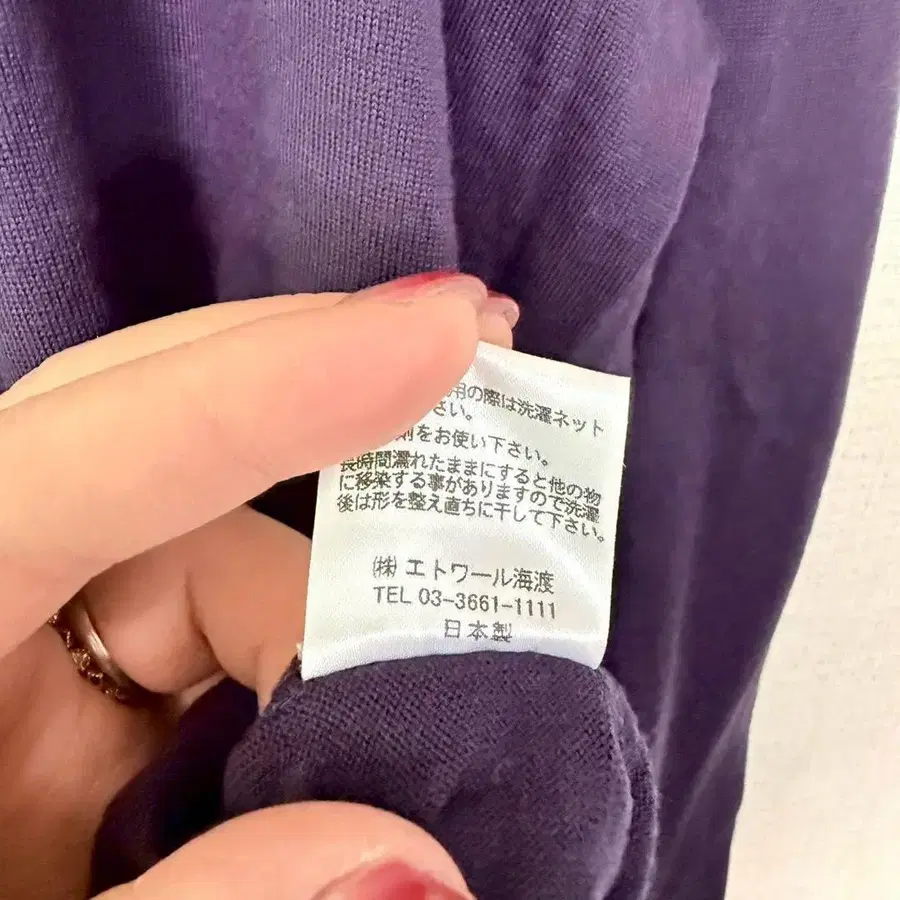 用の際は洗濯ネット
さい。
剤をお使い下さい。
長時間濡れたままにすると他の物
に移染する事がありますので洗濯
後は形を整え直ちに干して下さい。
㈱エトワール海渡
TEL 03-3661-1111
日本製